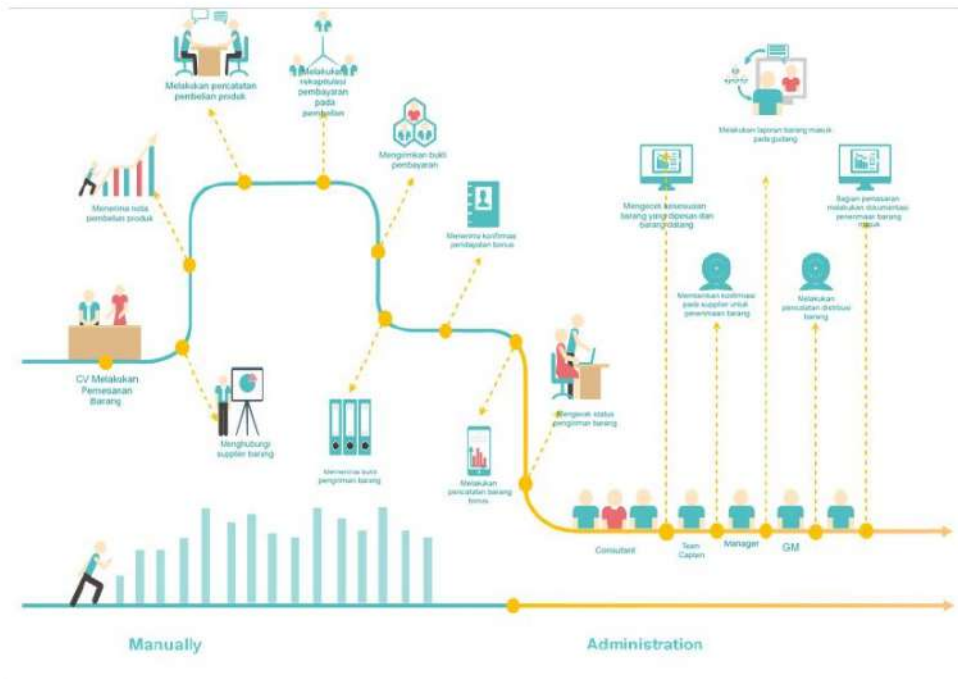 Melakukan pencatatan
pembelian produk
Melakukan
rekapitulasi
pembayaran
pada
pembelian
Mengirimkan bukti
pembayaran
Menerima nota
pembelian produk
Menerima konfirmasi
pendapatan bonus
Melakukan laporan barang masuk
pada gudang
Mengecek kesesuaian
barang yang dipesan dan
barang datang
Bagian pemasaran
melakukan dokumentasi
penerimaan barang
masuk
Memberikan konfirmasi
pada supplier untuk
penerimaan barang
Melakukan
pencatatan distribusi
barang
CV Melakukan
Pemesanan
Barang
Menghubungi
supplier barang
Menerima bukti
pengiriman barang
Melakukan
pencatatan barang
bonus
Mengecek status
pengiriman barang
Consultant
Team
Captain
Manager
GM
Manually
Administration